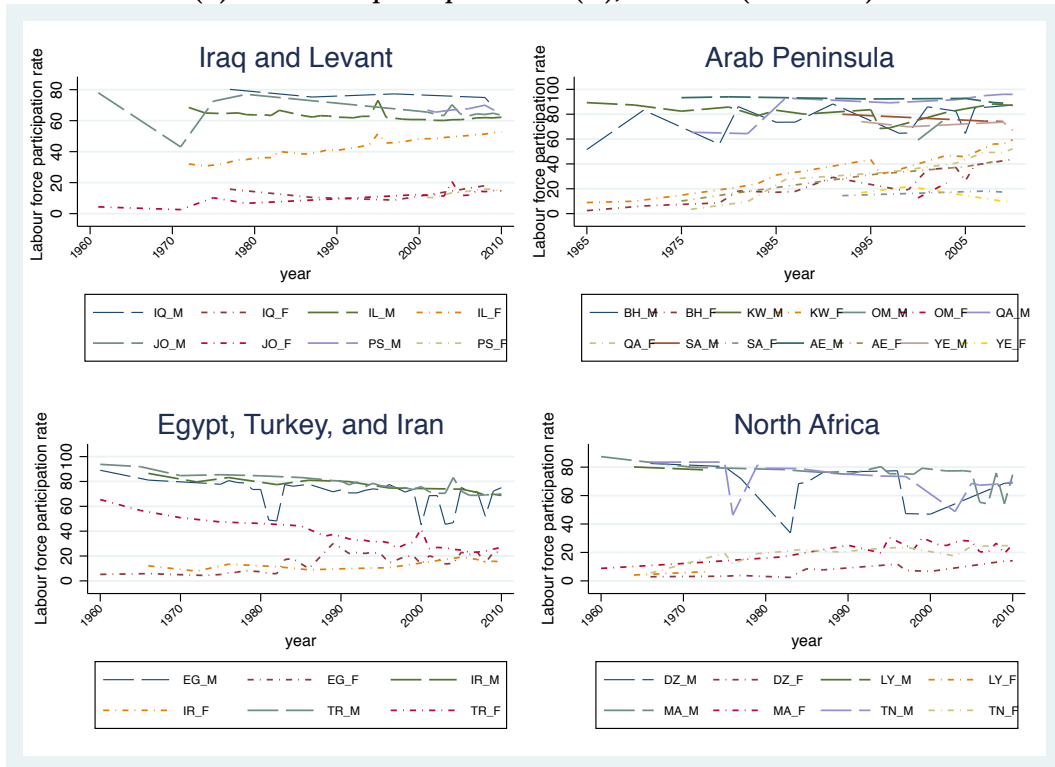 Iraq and Levant
Labour force participation rate
80
60
40
20
0
1960
1970
1980
1990
2000
2010
year
IQ_M
IQ_F
IL_M
IL_F
JO_M
JO_F
PS_M
PS_F
Arab Peninsula
Labour force participation rate
100
80
60
40
20
0
1965
1975
1985
1995
2005
year
BH_M
BH_F
KW_M
KW_F
OM_M
OM_F
QA_M
QA_F
SA_M
SA_F
AE_M
AE_F
YE_M
YE_F
Egypt, Turkey, and Iran
Labour force participation rate
100
80
60
40
20
0
1960
1970
1980
1990
2000
2010
year
EG_M
EG_F
IR_M
IR_F
TR_M
TR_F
North Africa
Labour force participation rate
80
60
40
20
0
1960
1970
1980
1990
2000
2010
year
DZ_M
DZ_F
LY_M
LY_F
MA_M
MA_F
TN_M
TN_F